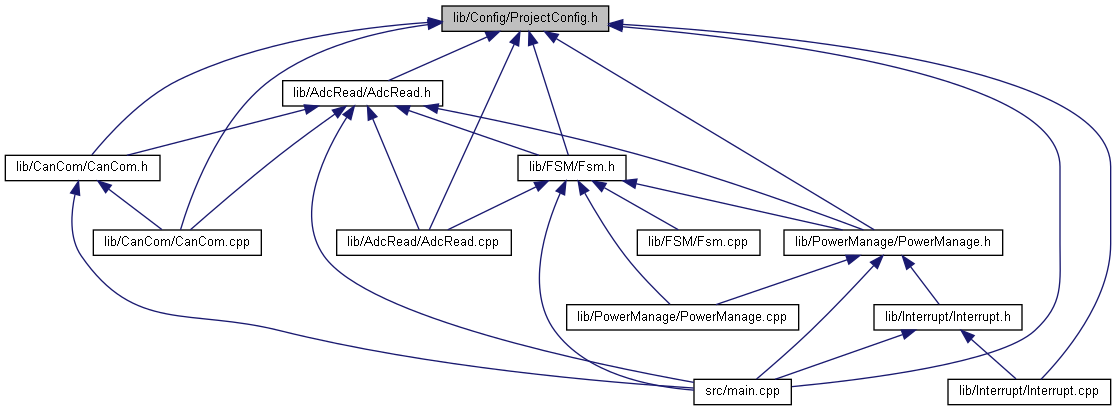 lib/Config/ProjectConfig.h
lib/AdcRead/AdcRead.h
lib/CanCom/CanCom.h
lib/FSM/Fsm.h
lib/CanCom/CanCom.cpp
lib/AdcRead/AdcRead.cpp
lib/FSM/Fsm.cpp
lib/PowerManage/PowerManage.h
lib/PowerManage/PowerManage.cpp
lib/Interrupt/Interrupt.h
src/main.cpp
lib/Interrupt/Interrupt.cpp